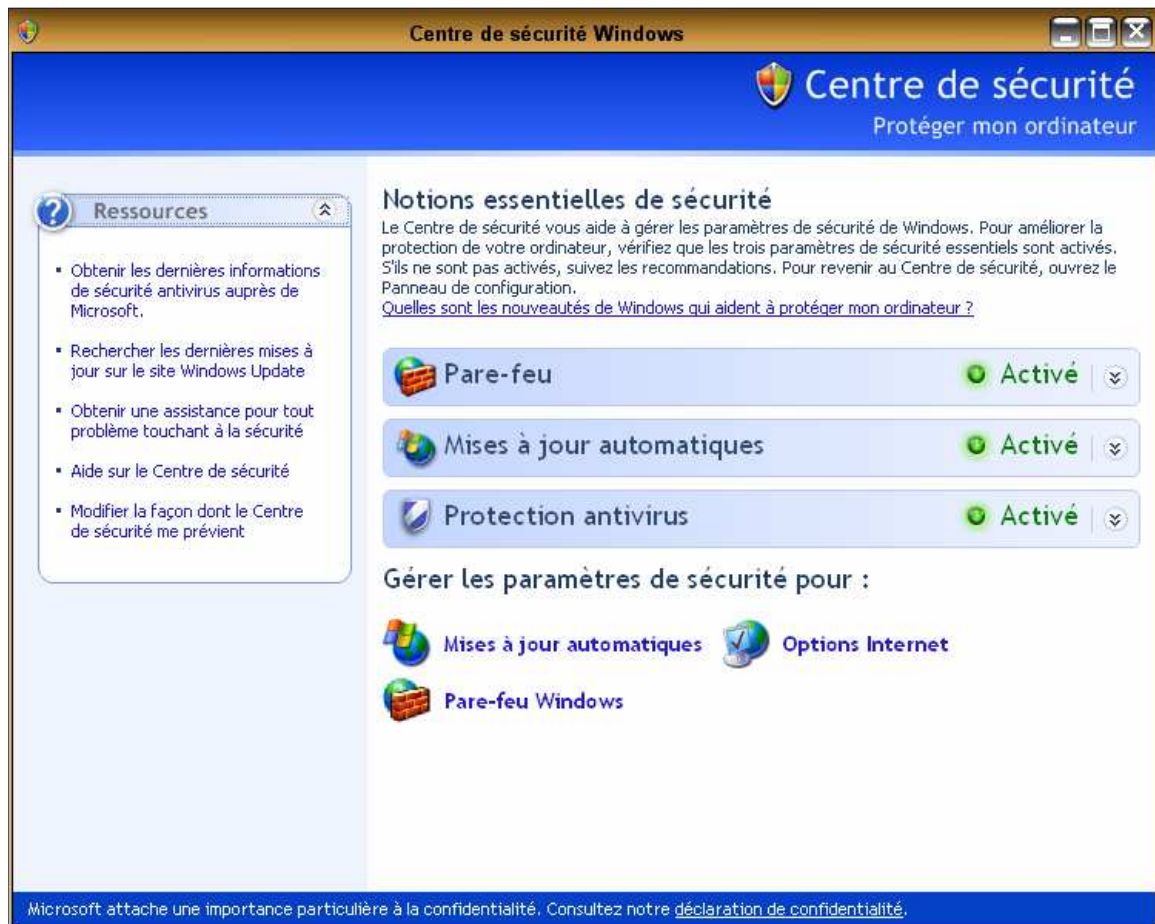 Centre de sécurité Windows
Centre de sécurité
Protéger mon ordinateur
Ressources
Obtenir les dernières informations
de sécurité antivirus auprès de
Microsoft.
Rechercher les dernières mises à
jour sur le site Windows Update
Obtenir une assistance pour tout
problème touchant à la sécurité
Aide sur le Centre de sécurité
Modifier la façon dont le Centre
de sécurité me prévient
Notions essentielles de sécurité
Le Centre de sécurité vous aide à gérer les paramètres de sécurité de Windows. Pour améliorer la
protection de votre ordinateur, vérifiez que les trois paramètres de sécurité essentiels sont activés.
S'ils ne sont pas activés, suivez les recommandations. Pour revenir au Centre de sécurité, ouvrez le
Panneau de configuration.
Quelles sont les nouveautés de Windows qui aident à protéger mon ordinateur ?
Pare-feu Activé
Mises à jour automatiques Activé
Protection antivirus Activé
Gérer les paramètres de sécurité pour :
Mises à jour automatiques Options Internet
Pare-feu Windows
Microsoft attache une importance particulière à la confidentialité. Consultez notre déclaration de confidentialité.